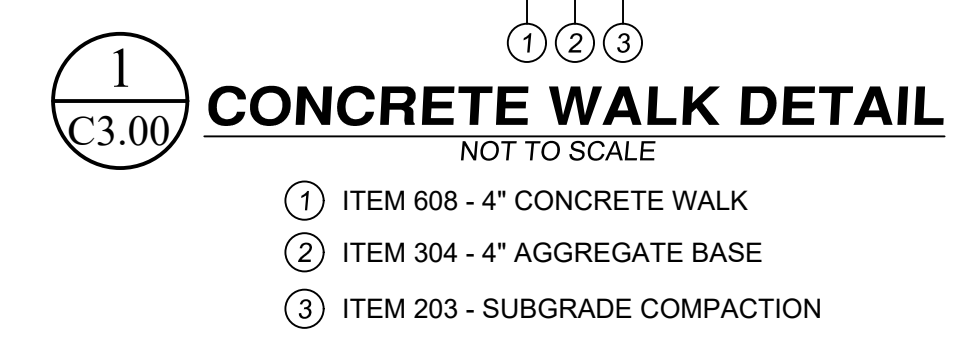 1 2 3
1
C3.00
CONCRETE WALK DETAIL
NOT TO SCALE
1 ITEM 608 - 4" CONCRETE WALK
2 ITEM 304 - 4" AGGREGATE BASE
3 ITEM 203 - SUBGRADE COMPACTION